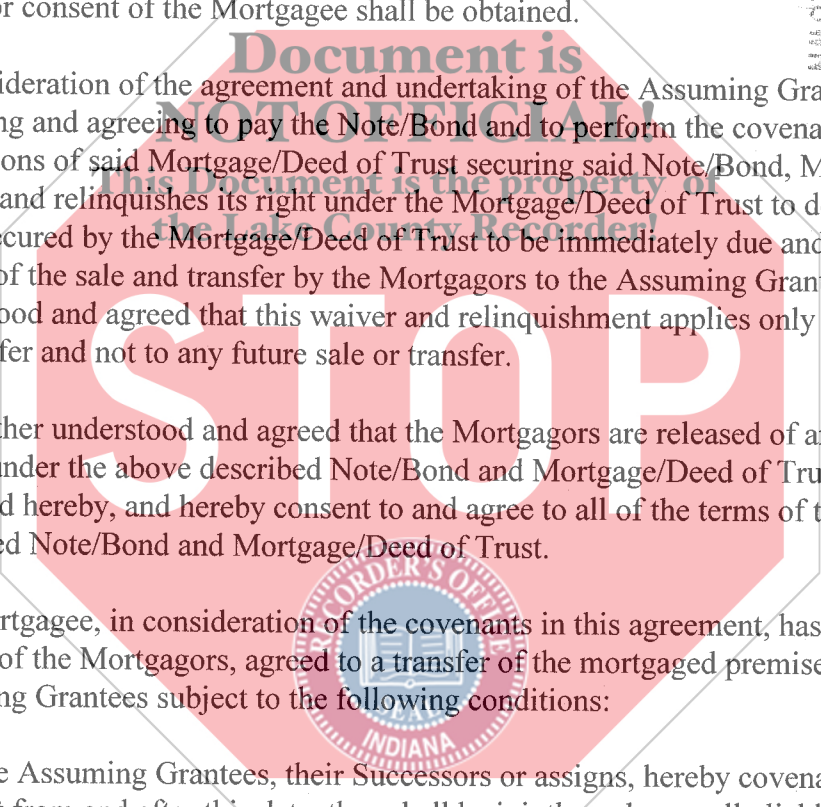 r consent of the Mortgagee shall be obtained.
Document is
ideration of the agreement and undertaking of the Assuming Gra
NOT OFFICIAL!
ng and agreeing to pay the Note/Bond and to perform the covena
ons of said Mortgage/Deed of Trust securing said Note/Bond, M
This Document is the property of
and relinquishes its right under the Mortgage/Deed of Trust to d
the Lake County Recorder!
cured by the Mortgage/Deed of Trust to be immediately due and
of the sale and transfer by the Mortgagors to the Assuming Gran
ood and agreed that this waiver and relinquishment applies only
fer and not to any future sale or transfer.
STOP
ther understood and agreed that the Mortgagors are released of a
under the above described Note/Bond and Mortgage/Deed of Tru
d hereby, and hereby consent to and agree to all of the terms of t
ed Note/Bond and Mortgage/Deed of Trust.
RECORDER'S OFFICE
rtgagee, in consideration of the covenants in this agreement, has
of the Mortgagors, agreed to a transfer of the mortgaged premise
ng Grantees subject to the following conditions:
SEAL
INDIANA
e Assuming Grantees, their Successors or assigns, hereby covena